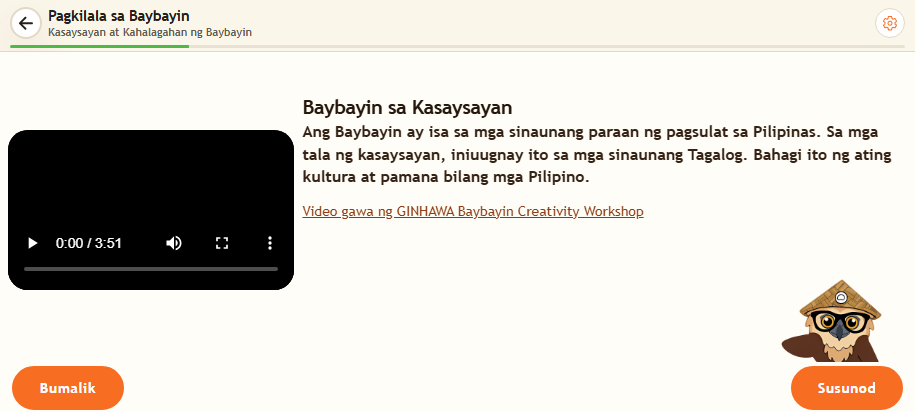 Pagkilala sa Baybayin
Kasaysayan at Kahalagahan ng Baybayin
Baybayin sa Kasaysayan
Ang Baybayin ay isa sa mga sinaunang paraan ng pagsulat sa Pilipinas. Sa mga
tala ng kasaysayan, iniuugnay ito sa mga sinaunang Tagalog. Bahagi ito ng ating
kultura at pamana bilang mga Pilipino.
Video gawa ng GINHAWA Baybayin Creativity Workshop
0:00 / 3:51
Bumalik
Susunod